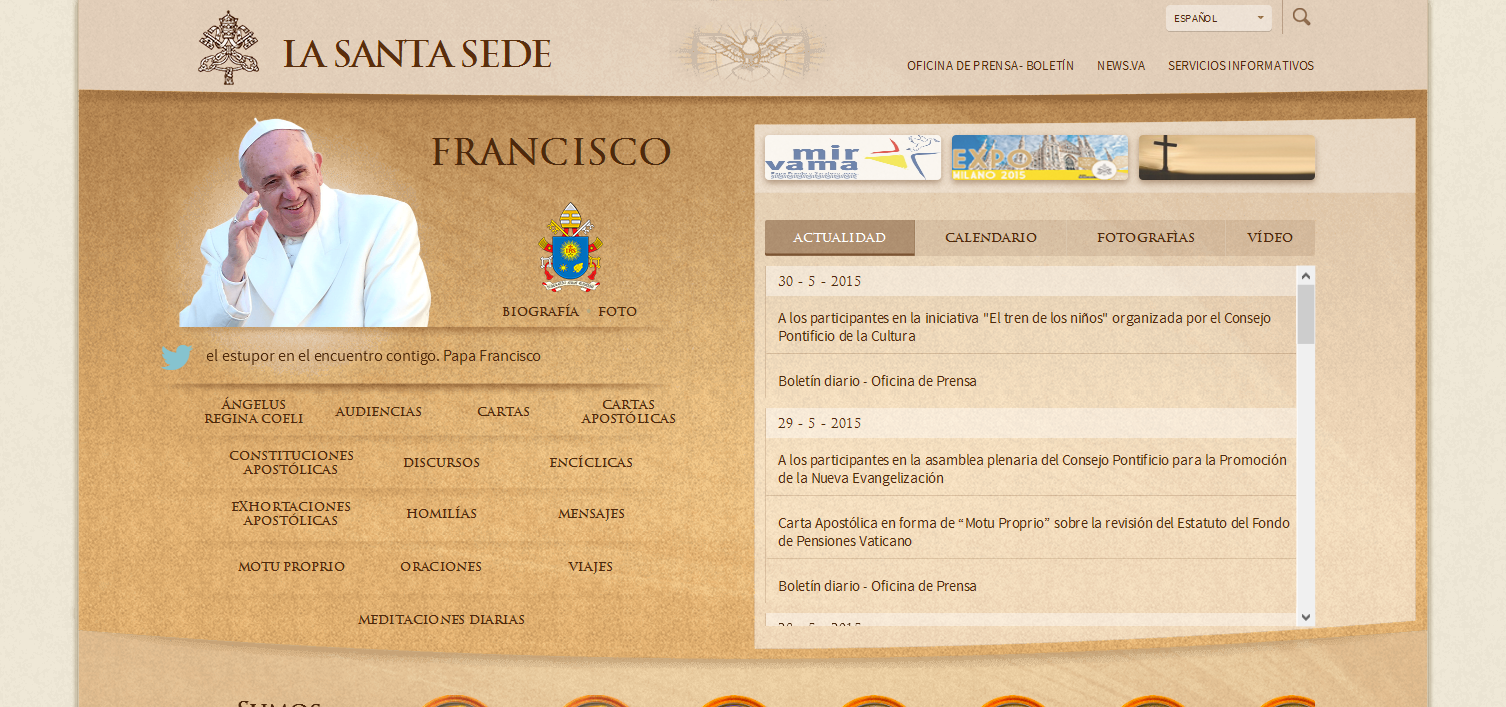 LA SANTA SEDE
ESPAÑOL
OFICINA DE PRENSA- BOLETÍN
NEWS.VA
SERVICIOS INFORMATIVOS
FRANCISCO
BIOGRAFÍA
FOTO
el estupor en el encuentro contigo. Papa Francisco
ÁNGELUS
REGINA COELI
AUDIENCIAS
CARTAS
CARTAS
APOSTÓLICAS
CONSTITUCIONES
APOSTÓLICAS
DISCURSOS
ENCÍCLICAS
EXHORTACIONES
APOSTÓLICAS
HOMILÍAS
MENSAJES
MOTU PROPRIO
ORACIONES
VIAJES
MEDITACIONES DIARIAS
mir
vama
EXPO
MILANO 2015
ACTUALIDAD
CALENDARIO
FOTOGRAFÌAS
VÍDEO
30 - 5 - 2015
A los participantes en la iniciativa "El tren de los niños" organizada por el Consejo
Pontificio de la Cultura
Boletín diario - Oficina de Prensa
29 - 5 - 2015
A los participantes en la asamblea plenaria del Consejo Pontificio para la Promoción
de la Nueva Evangelización
Carta Apostólica en forma de “Motu Proprio” sobre la revisión del Estatuto del Fondo
de Pensiones Vaticano
Boletín diario - Oficina de Prensa
28 - 5 - 2015
SUMOS